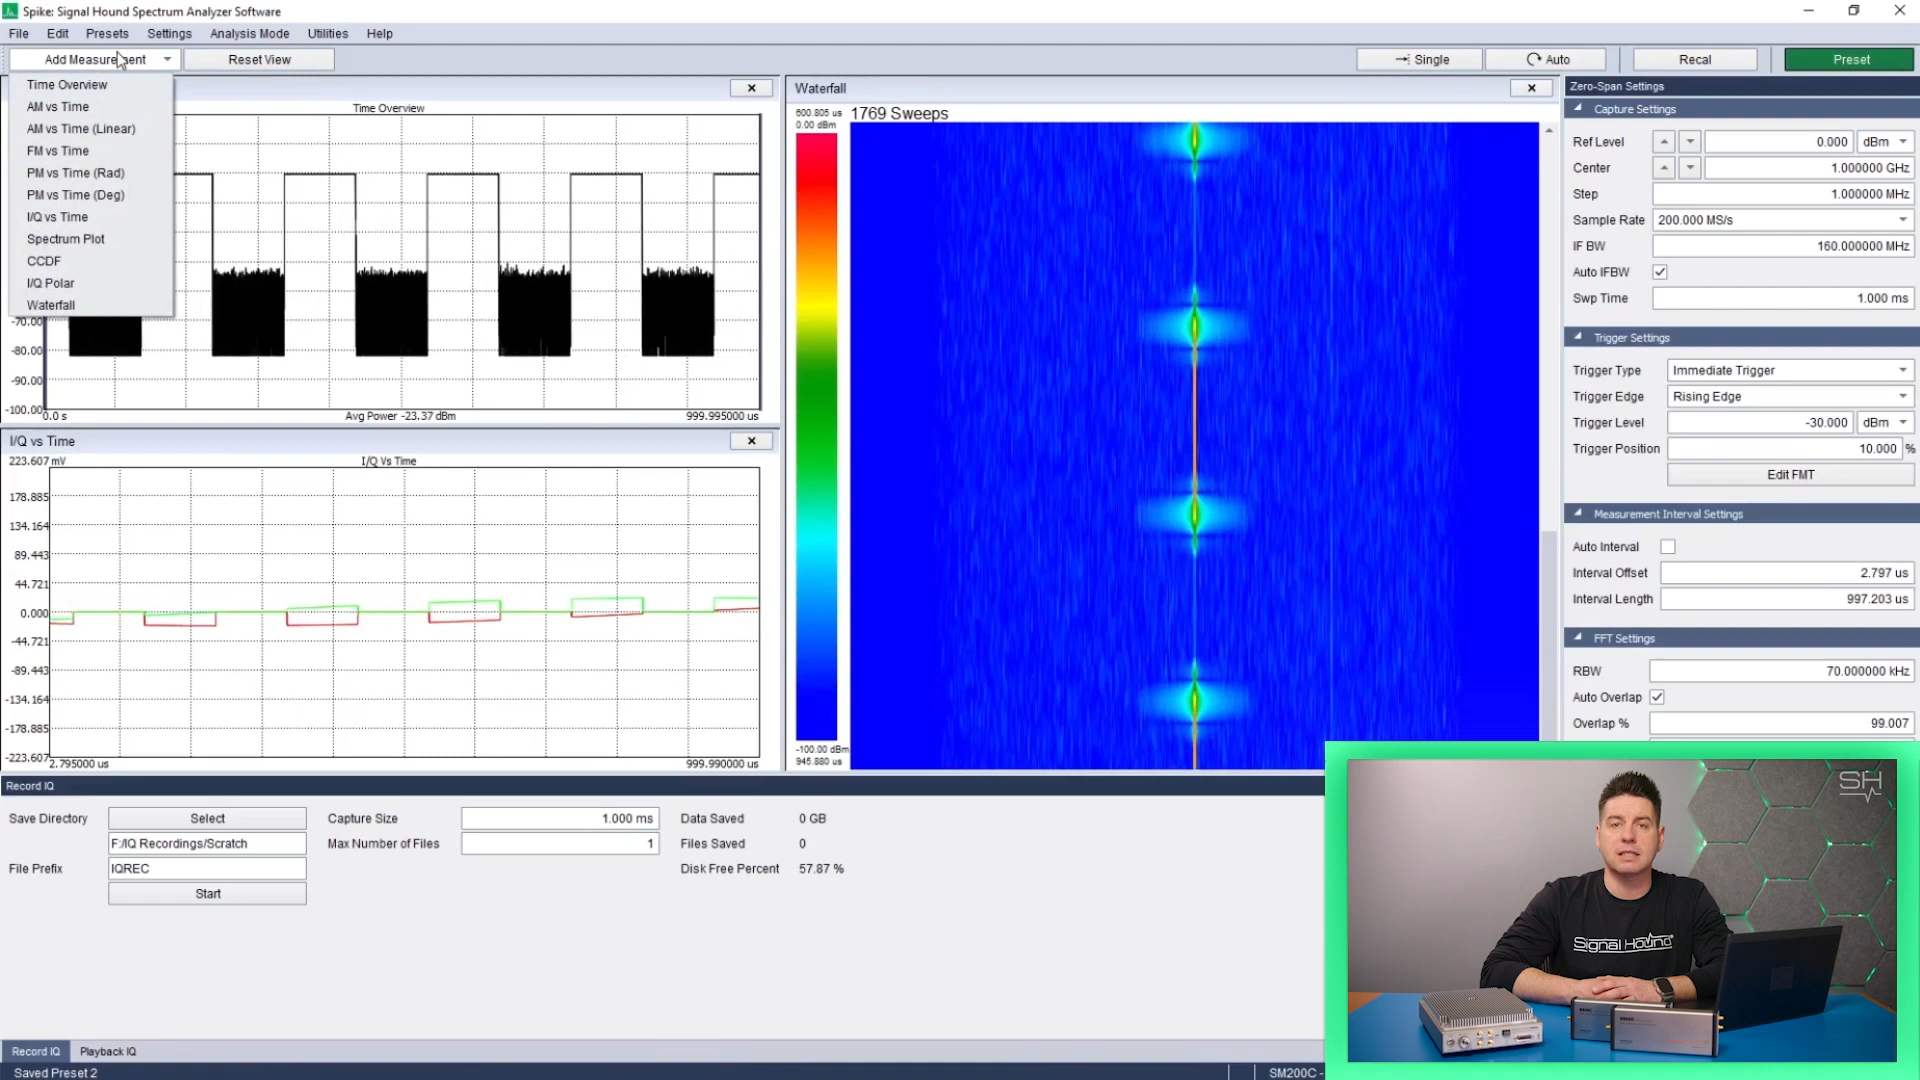 Spike: Signal Hound Spectrum Analyzer Software
File Edit Presets Settings Analysis Mode Utilities Help
Add Measurement Reset View Single Auto Recal Preset
Time Overview
AM vs Time
AM vs Time (Linear)
FM vs Time
PM vs Time (Rad)
PM vs Time (Deg)
I/Q vs Time
Spectrum Plot
CCDF
I/Q Polar
Waterfall
Time Overview
-70.00
-80.00
-90.00
-100.00
0.0 s Avg Power -23.37 dBm 999.995000 us
I/Q vs Time
223.607 mV I/Q Vs Time
178.885
134.164
89.443
44.721
0.000
-44.721
-89.443
-134.164
-178.885
-223.607
2.795000 us 999.990000 us
Waterfall
600.805 us
0.00 dBm
1769 Sweeps
-100.00 dBm
945.880 us
Zero-Span Settings
Capture Settings
Ref Level 0.000 dBm
Center 1.000000 GHz
Step 1.000000 MHz
Sample Rate 200.000 MS/s
IF BW 160.000000 MHz
Auto IFBW
Swp Time 1.000 ms
Trigger Settings
Trigger Type Immediate Trigger
Trigger Edge Rising Edge
Trigger Level -30.000 dBm
Trigger Position 10.000 %
Edit FMT
Measurement Interval Settings
Auto Interval
Interval Offset 2.797 us
Interval Length 997.203 us
FFT Settings
RBW 70.000000 kHz
Auto Overlap
Overlap % 99.007
Record IQ
Save Directory Select Capture Size 1.000 ms Data Saved 0 GB
F:/IQ Recordings/Scratch Max Number of Files 1 Files Saved 0
File Prefix IQREC Disk Free Percent 57.87 %
Start
Record IQ Playback IQ
Saved Preset 2 SM200C -
SH
Signal Hound